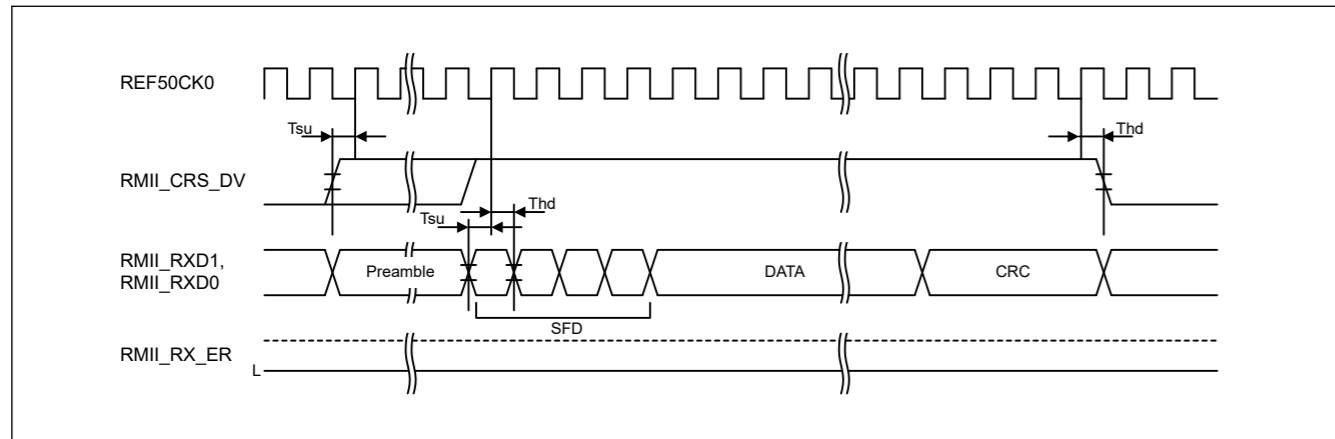 REF50CK0
Tsu
Thd
RMII_CRS_DV
Tsu
Thd
RMII_RXD1,
RMII_RXD0
Preamble
DATA
CRC
SFD
RMII_RX_ER
L